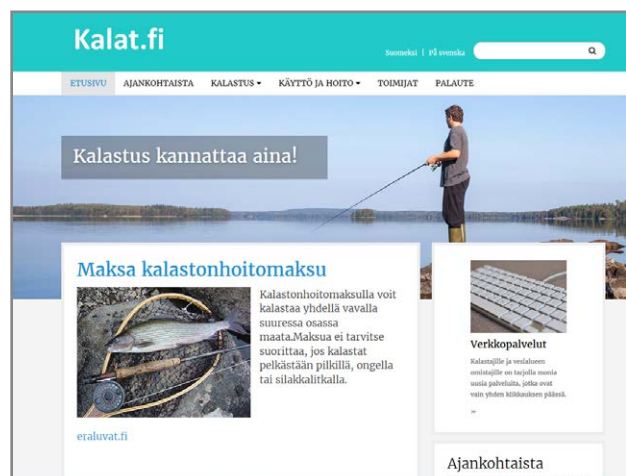 Kalat.fi
Suomeksi | På svenska
ETUSIVU AJANKOHTAISTA KALASTUS KÄYTTÖ JA HOITO TOIMIJAT PALAUTE
Kalastus kannattaa aina!
Maksa kalastonhoitomaksu
Kalastonhoitomaksulla voit
kalastaa yhdellä vavalla
suuressa osassa
maata.Maksua ei tarvitse
suorittaa, jos kalastat
pelkästään pilkillä, ongella
tai silakkalitkalla.
eraluvat.fi
Verkkopalvelut
Kalastajille ja vesialueen
omistajille on tarjolla monia
uusia palveluita, jotka ovat
vain yhden klikkauksen päässä.
»
Ajankohtaista